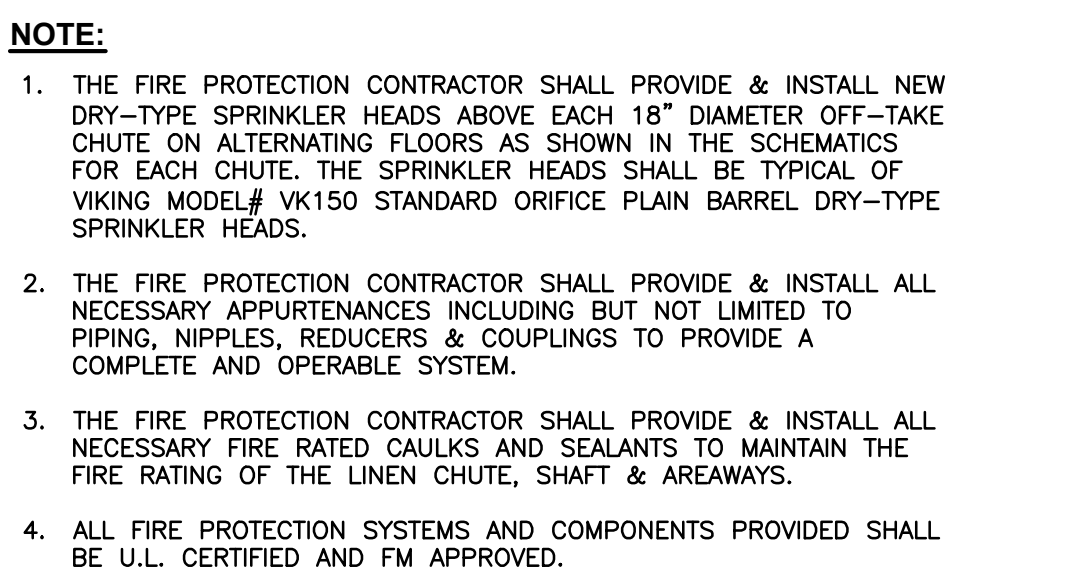 NOTE:
1. THE FIRE PROTECTION CONTRACTOR SHALL PROVIDE & INSTALL NEW
DRY-TYPE SPRINKLER HEADS ABOVE EACH 18" DIAMETER OFF-TAKE
CHUTE ON ALTERNATING FLOORS AS SHOWN IN THE SCHEMATICS
FOR EACH CHUTE. THE SPRINKLER HEADS SHALL BE TYPICAL OF
VIKING MODEL# VK150 STANDARD ORIFICE PLAIN BARREL DRY-TYPE
SPRINKLER HEADS.
2. THE FIRE PROTECTION CONTRACTOR SHALL PROVIDE & INSTALL ALL
NECESSARY APPURTENANCES INCLUDING BUT NOT LIMITED TO
PIPING, NIPPLES, REDUCERS & COUPLINGS TO PROVIDE A
COMPLETE AND OPERABLE SYSTEM.
3. THE FIRE PROTECTION CONTRACTOR SHALL PROVIDE & INSTALL ALL
NECESSARY FIRE RATED CAULKS AND SEALANTS TO MAINTAIN THE
FIRE RATING OF THE LINEN CHUTE, SHAFT & AREAWAYS.
4. ALL FIRE PROTECTION SYSTEMS AND COMPONENTS PROVIDED SHALL
BE U.L. CERTIFIED AND FM APPROVED.